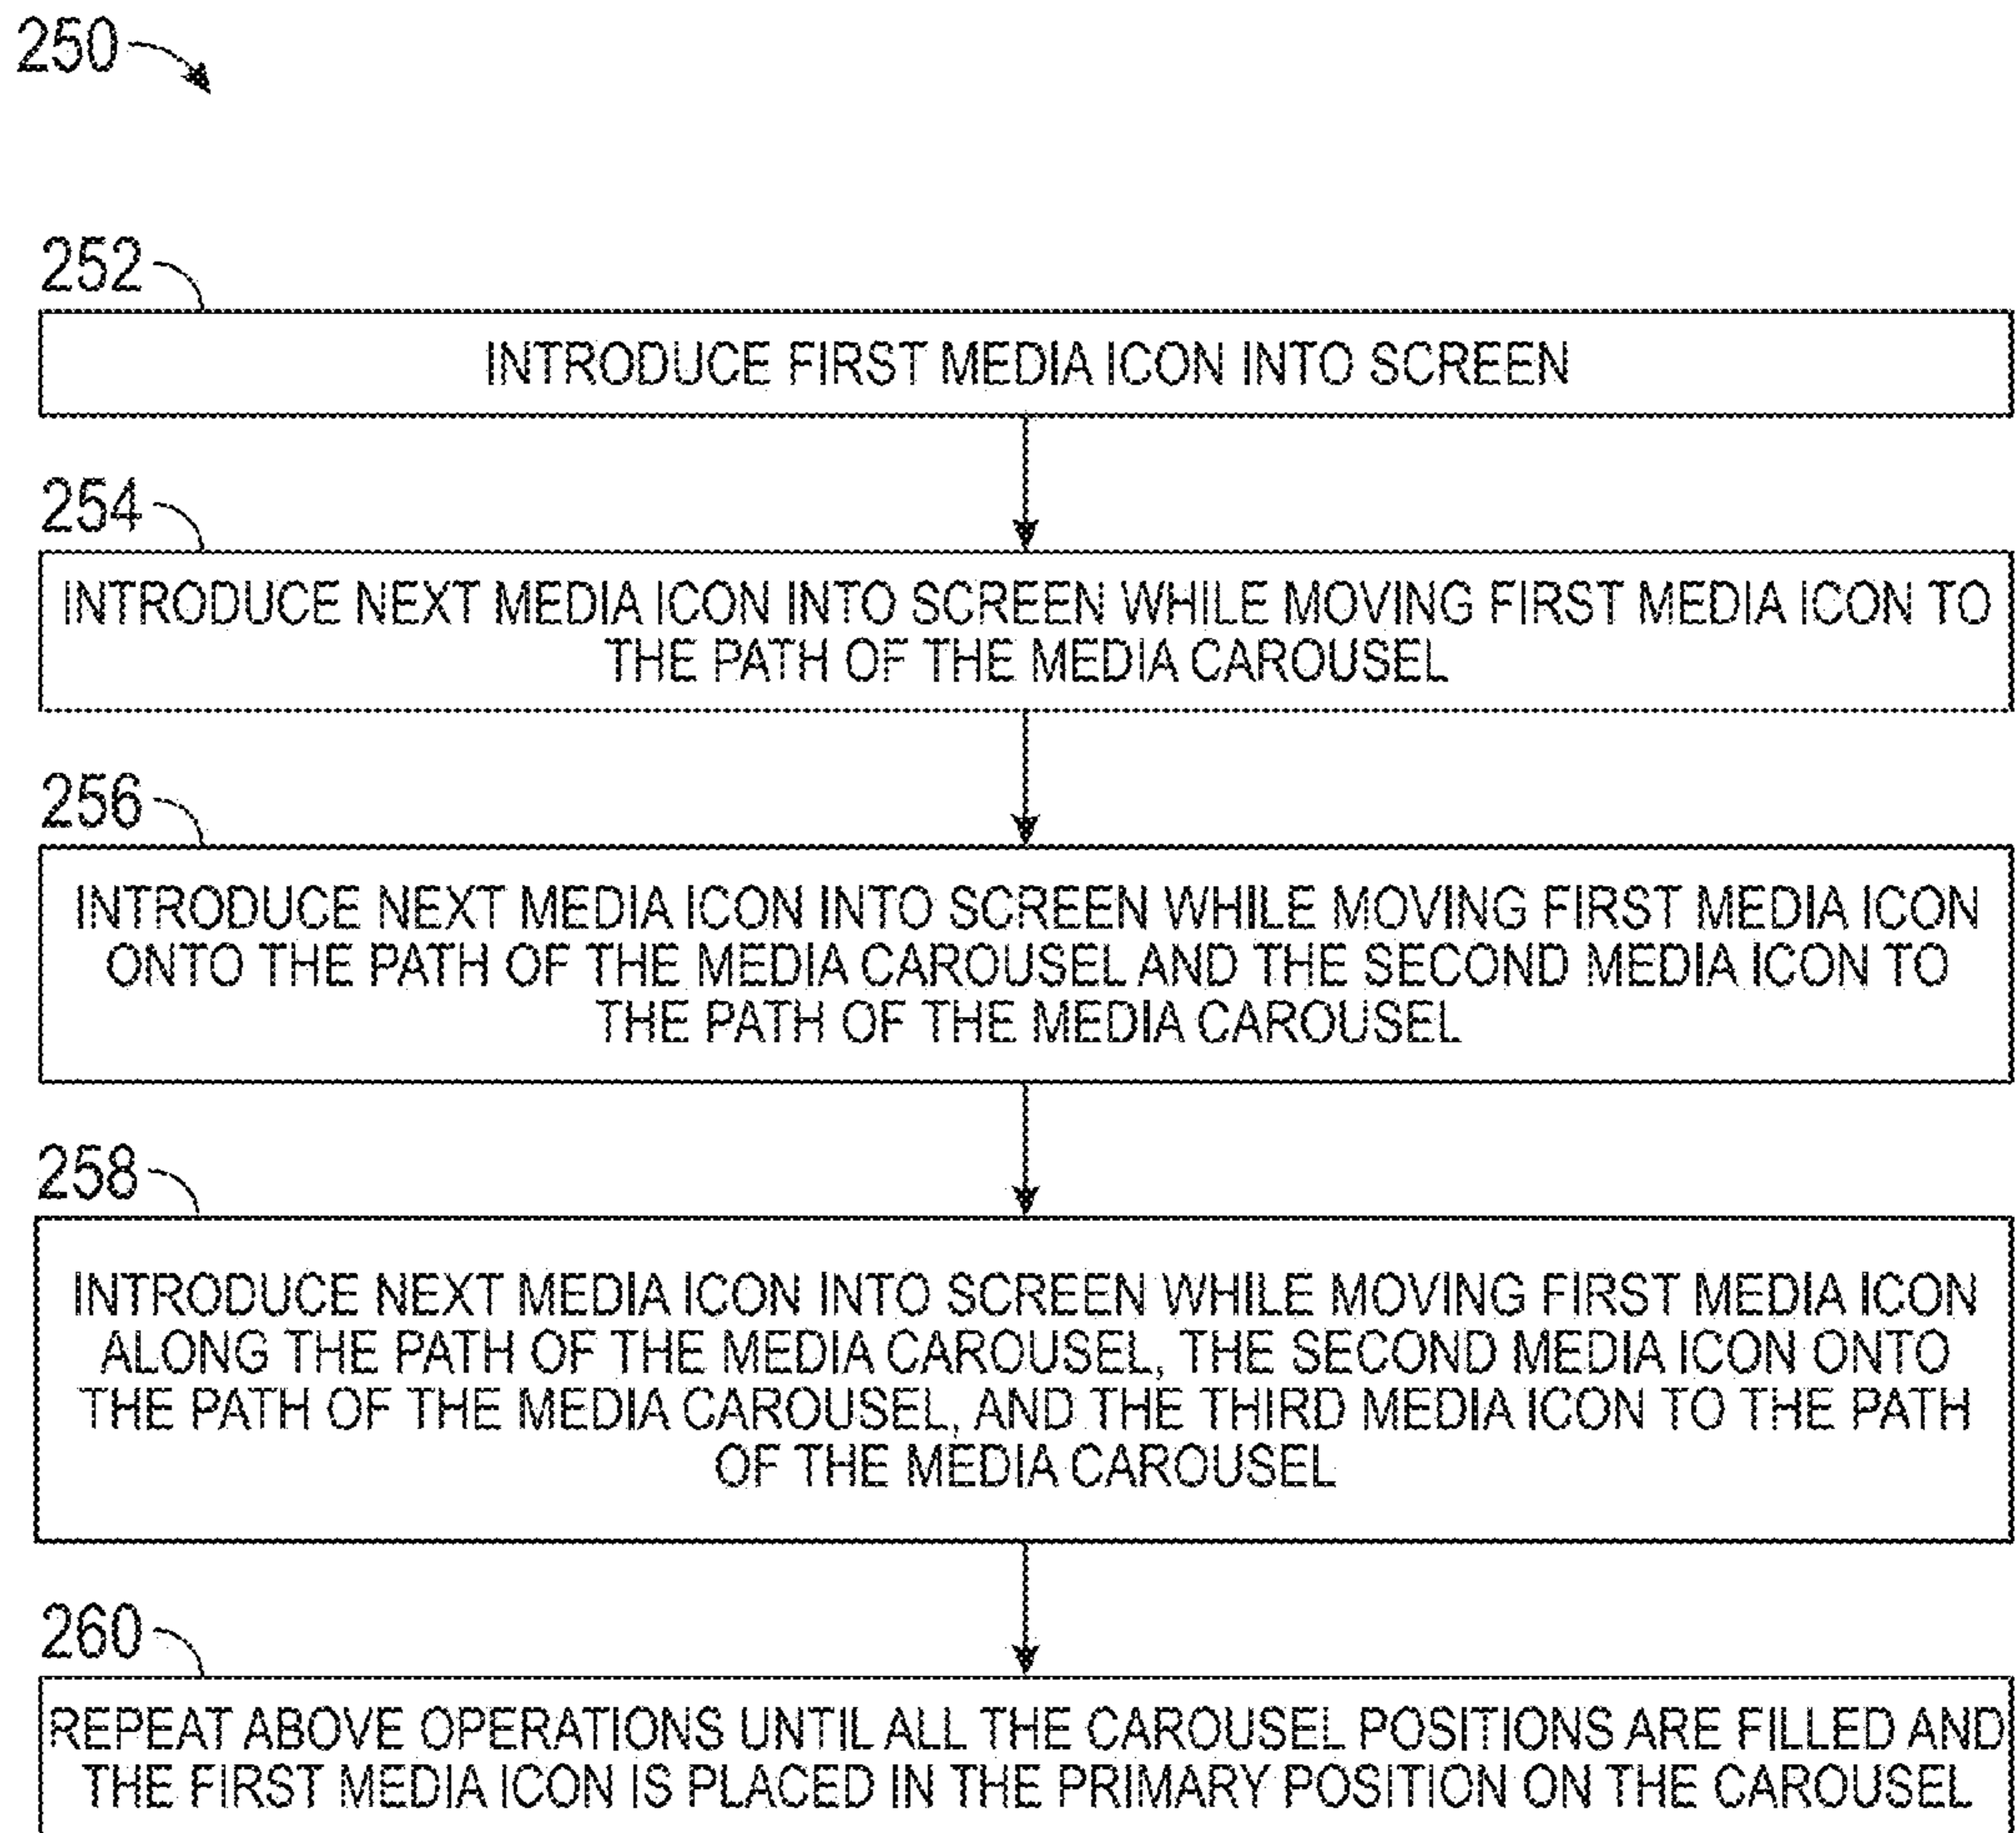 250
252
INTRODUCE FIRST MEDIA ICON INTO SCREEN
254
INTRODUCE NEXT MEDIA ICON INTO SCREEN WHILE MOVING FIRST MEDIA ICON TO
THE PATH OF THE MEDIA CAROUSEL
256
INTRODUCE NEXT MEDIA ICON INTO SCREEN WHILE MOVING FIRST MEDIA ICON
ONTO THE PATH OF THE MEDIA CAROUSEL AND THE SECOND MEDIA ICON TO
THE PATH OF THE MEDIA CAROUSEL
258
INTRODUCE NEXT MEDIA ICON INTO SCREEN WHILE MOVING FIRST MEDIA ICON
ALONG THE PATH OF THE MEDIA CAROUSEL, THE SECOND MEDIA ICON ONTO
THE PATH OF THE MEDIA CAROUSEL, AND THE THIRD MEDIA ICON TO THE PATH
OF THE MEDIA CAROUSEL
260
REPEAT ABOVE OPERATIONS UNTIL ALL THE CAROUSEL POSITIONS ARE FILLED AND
THE FIRST MEDIA ICON IS PLACED IN THE PRIMARY POSITION ON THE CAROUSEL